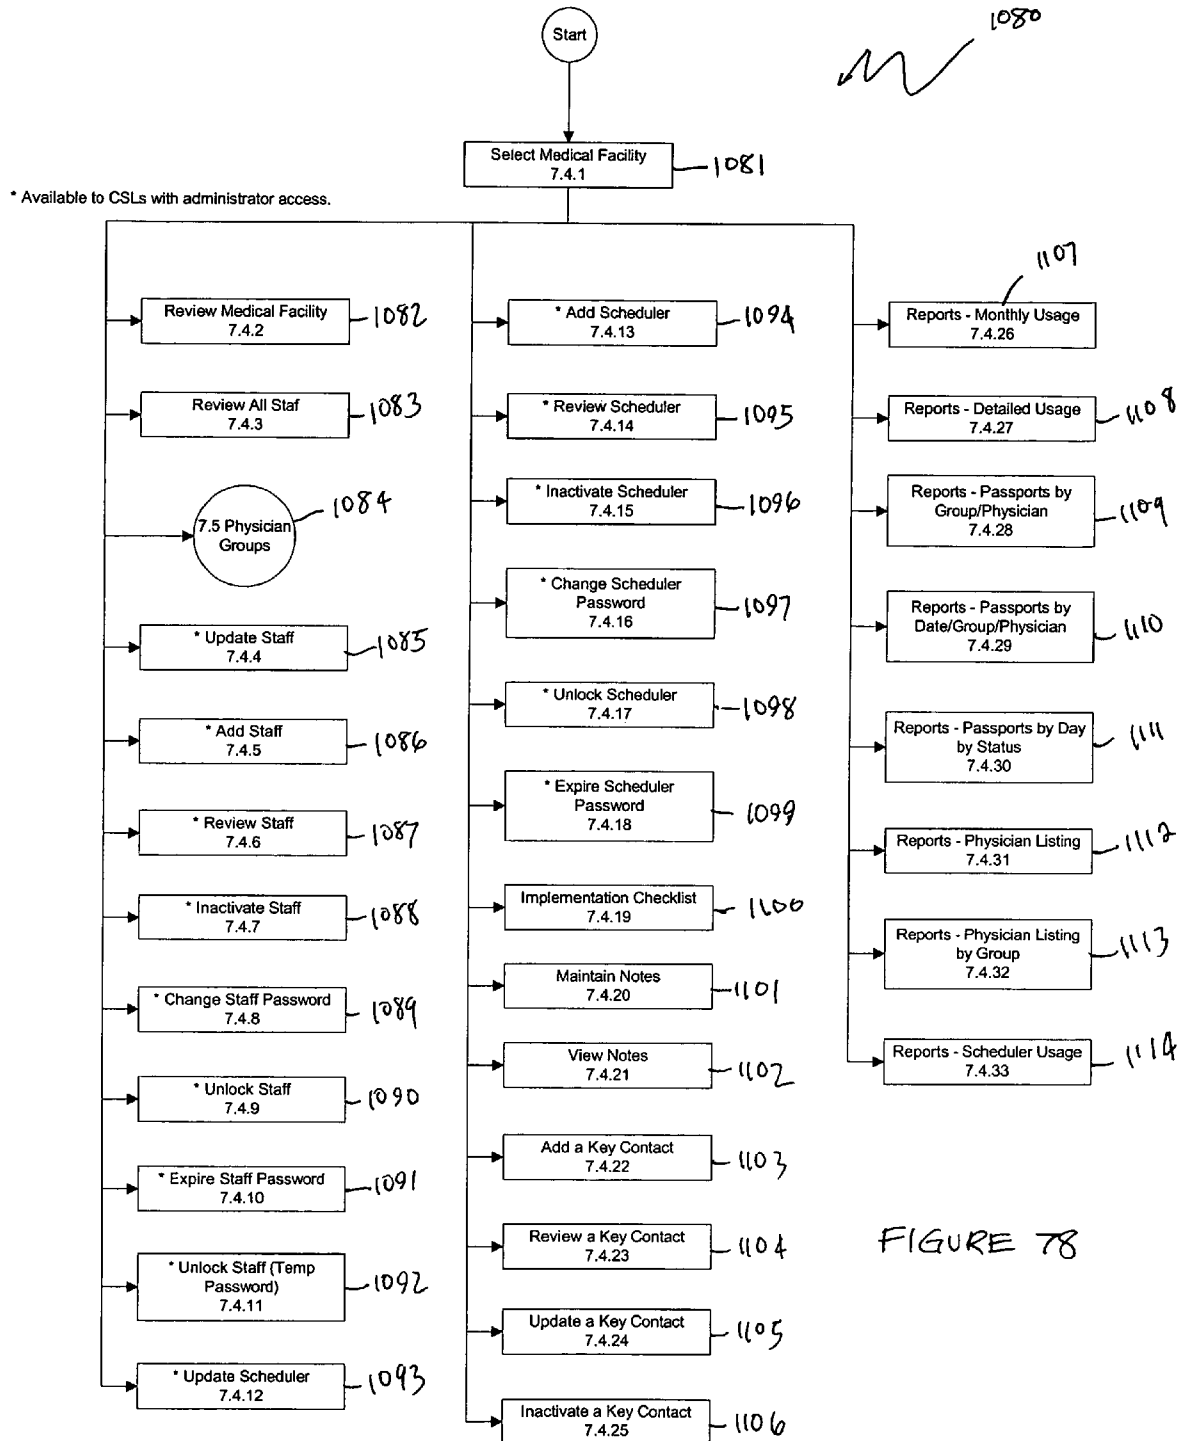 Start
1080
Select Medical Facility
7.4.1
1081
* Available to CSLs with administrator access.
Review Medical Facility
7.4.2
1082
Review All Staf
7.4.3
1083
7.5 Physician
Groups
1084
* Update Staff
7.4.4
1085
* Add Staff
7.4.5
1086
* Review Staff
7.4.6
1087
* Inactivate Staff
7.4.7
1088
* Change Staff Password
7.4.8
1089
* Unlock Staff
7.4.9
1090
* Expire Staff Password
7.4.10
1091
* Unlock Staff (Temp
Password)
7.4.11
1092
* Update Scheduler
7.4.12
1093
* Add Scheduler
7.4.13
1094
* Review Scheduler
7.4.14
1095
* Inactivate Scheduler
7.4.15
1096
* Change Scheduler
Password
7.4.16
1097
* Unlock Scheduler
7.4.17
1098
* Expire Scheduler
Password
7.4.18
1099
Implementation Checklist
7.4.19
1100
Maintain Notes
7.4.20
1101
View Notes
7.4.21
1102
Add a Key Contact
7.4.22
1103
Review a Key Contact
7.4.23
1104
Update a Key Contact
7.4.24
1105
Inactivate a Key Contact
7.4.25
1106
1107
Reports - Monthly Usage
7.4.26
Reports - Detailed Usage
7.4.27
1108
Reports - Passports by
Group/Physician
7.4.28
1109
Reports - Passports by
Date/Group/Physician
7.4.29
1110
Reports - Passports by Day
by Status
7.4.30
1111
Reports - Physician Listing
7.4.31
1112
Reports - Physician Listing
by Group
7.4.32
1113
Reports - Scheduler Usage
7.4.33
1114
FIGURE 78